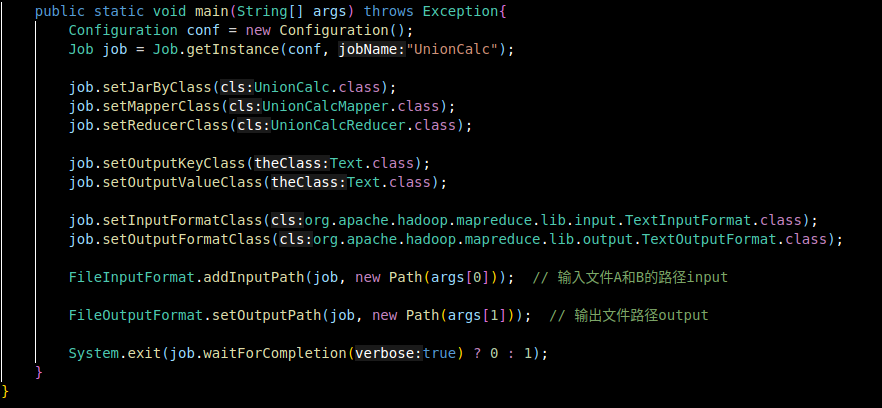 public static void main(String[] args) throws Exception{
Configuration conf = new Configuration();
Job job = Job.getInstance(conf, jobName:"UnionCalc");
job.setJarByClass(cls:UnionCalc.class);
job.setMapperClass(cls:UnionCalcMapper.class);
job.setReducerClass(cls:UnionCalcReducer.class);
job.setOutputKeyClass(theClass:Text.class);
job.setOutputValueClass(theClass:Text.class);
job.setInputFormatClass(cls:org.apache.hadoop.mapreduce.lib.input.TextInputFormat.class);
job.setOutputFormatClass(cls:org.apache.hadoop.mapreduce.lib.output.TextOutputFormat.class);
FileInputFormat.addInputPath(job, new Path(args[0]));  // 输入文件A和B的路径input
FileOutputFormat.setOutputPath(job, new Path(args[1]));  // 输出文件路径output
System.exit(job.waitForCompletion(verbose:true) ? 0 : 1);
}
}